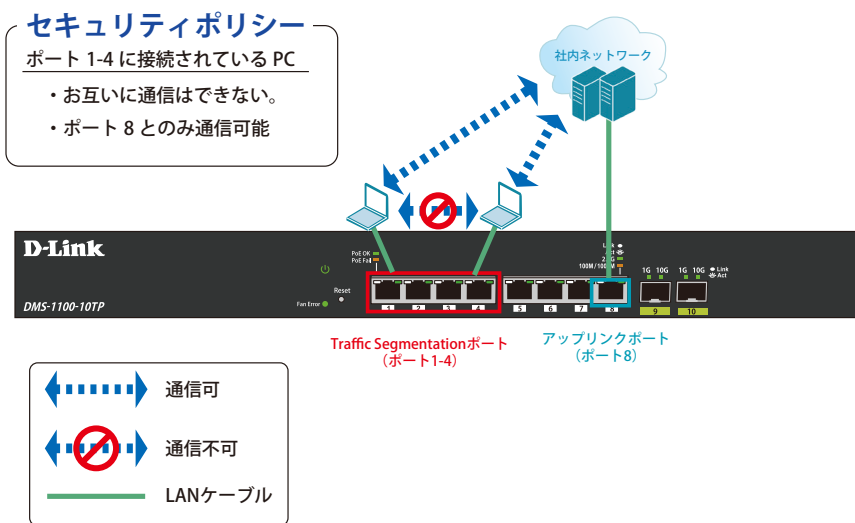 セキュリティポリシー
ポート 1-4 に接続されている PC
・お互いに通信はできない。
・ポート 8 とのみ通信可能
社内ネットワーク
D-Link
DMS-1100-10TP
PoE OK
PoE Fail
Reset
Fan Error
Link
Act
2.5G
100M/1000M
1G 10G 1G 10G
Link
Act
1 2 3 4 5 6 7 8 9 10
Traffic Segmentationポート
（ポート1-4）
アップリンクポート
（ポート8）
通信可
通信不可
LANケーブル